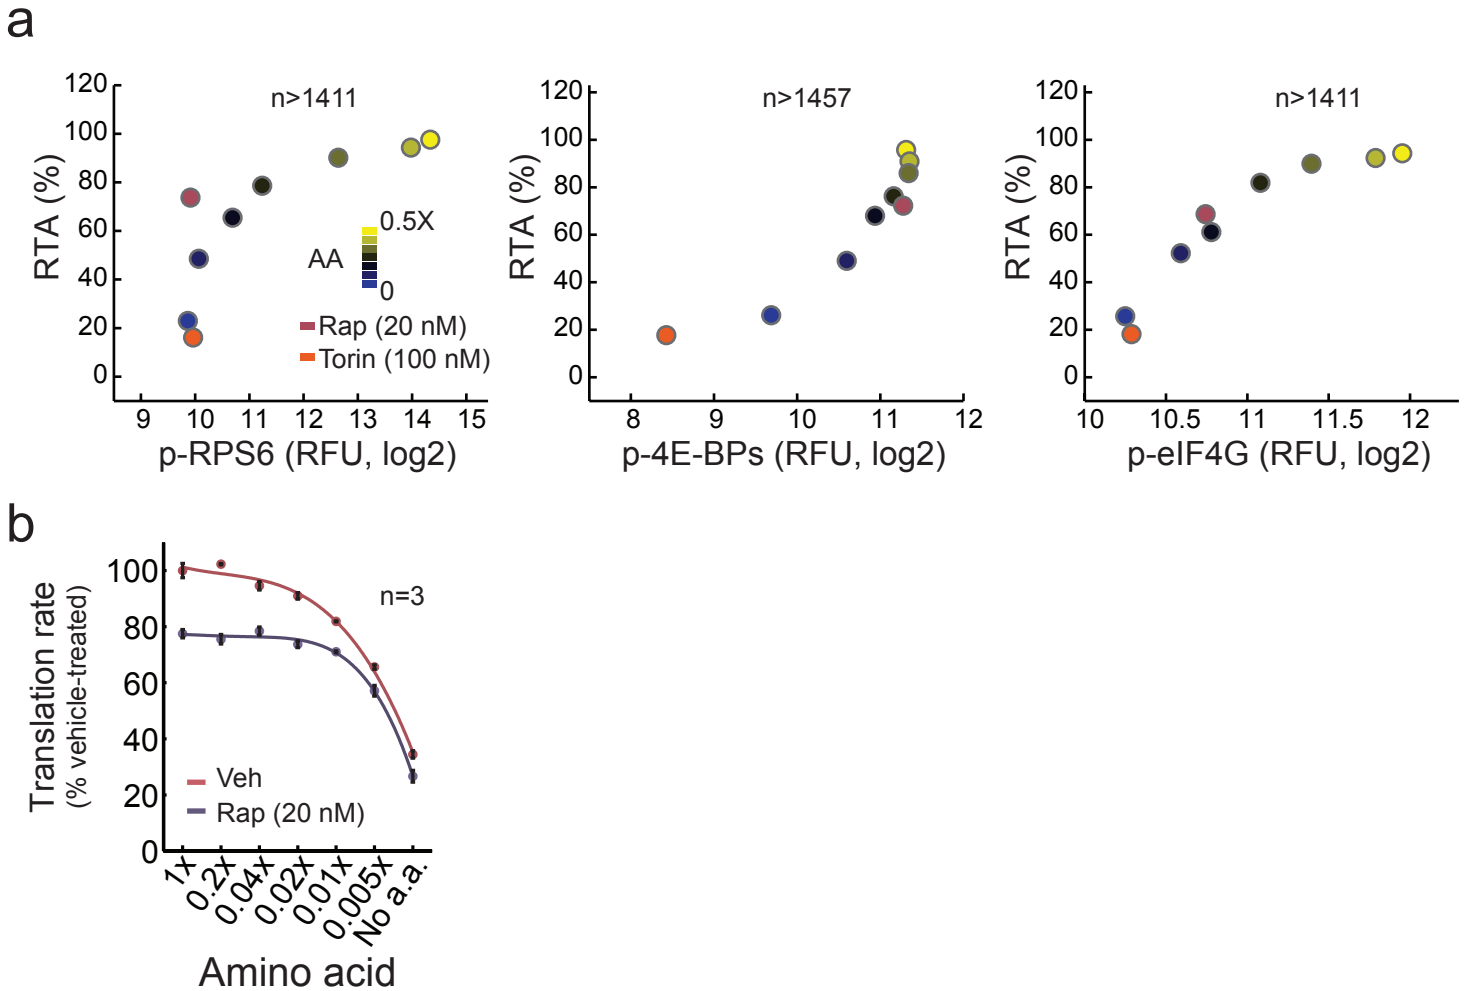 a
n>1411
RTA (%)
120
100
80
60
40
20
0
0.5X
AA
0
Rap (20 nM)
Torin (100 nM)
9 10 11 12 13 14 15
p-RPS6 (RFU, log2)
n>1457
RTA (%)
120
100
80
60
40
20
0
8 9 10 11 12
p-4E-BPs (RFU, log2)
n>1411
RTA (%)
120
100
80
60
40
20
0
10 10.5 11 11.5 12
p-eIF4G (RFU, log2)
b
Translation rate
(% vehicle-treated)
100
80
60
40
20
0
n=3
Veh
Rap (20 nM)
1x
0.2x
0.04x
0.02x
0.01x
0.005x
No a.a.
Amino acid